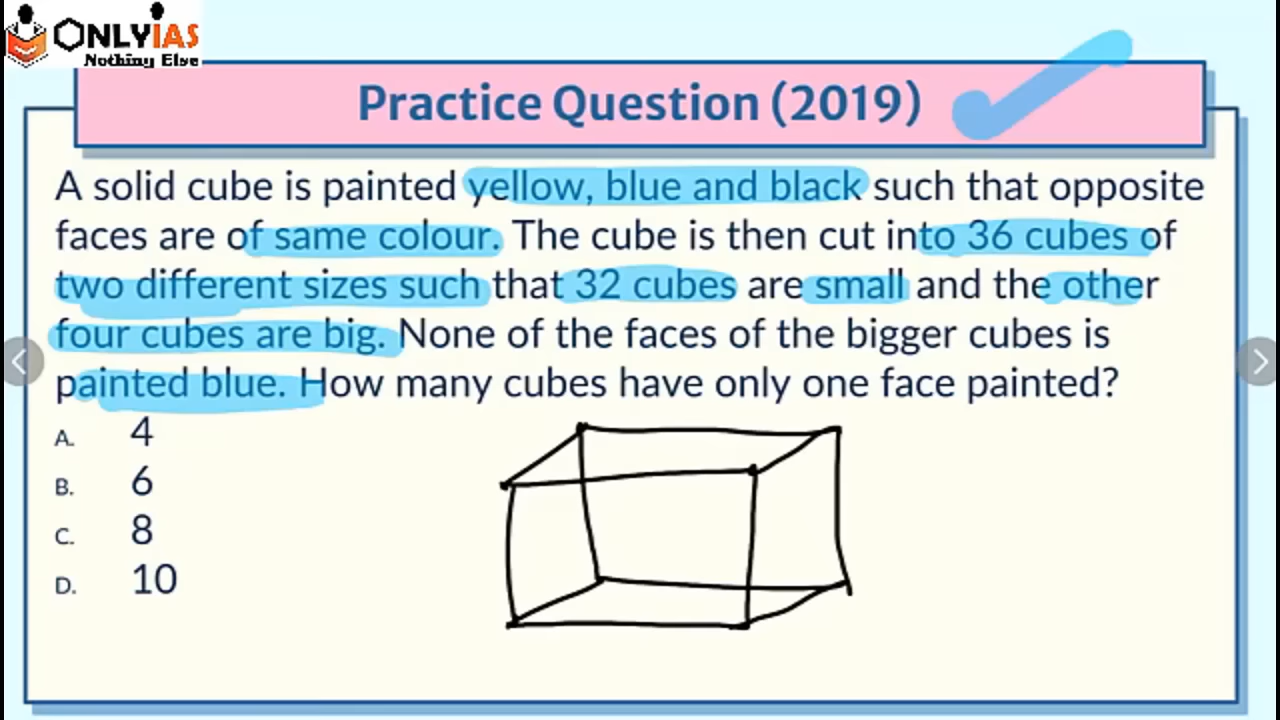 ONLYIAS
Nothing Else
Practice Question (2019)
A solid cube is painted yellow, blue and black such that opposite
faces are of same colour. The cube is then cut into 36 cubes of
two different sizes such that 32 cubes are small and the other
four cubes are big. None of the faces of the bigger cubes is
painted blue. How many cubes have only one face painted?
A. 4
B. 6
C. 8
D. 10